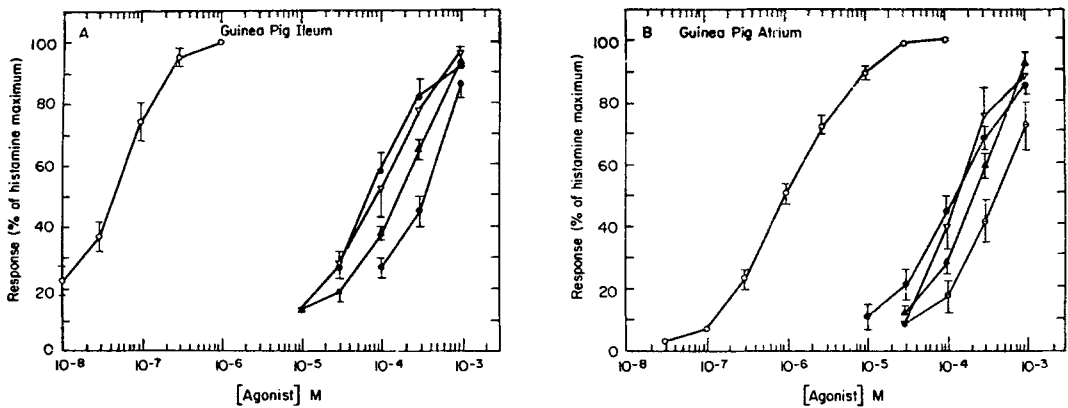 A Guinea Pig Ileum
Response (% of histamine maximum)
100
80
60
40
20
0
10-8 10-7 10-6 10-5 10-4 10-3
[Agonist] M
B Guinea Pig Atrium
Response (% of histamine maximum)
100
80
60
40
20
0
10-8 10-7 10-6 10-5 10-4 10-3
[Agonist] M